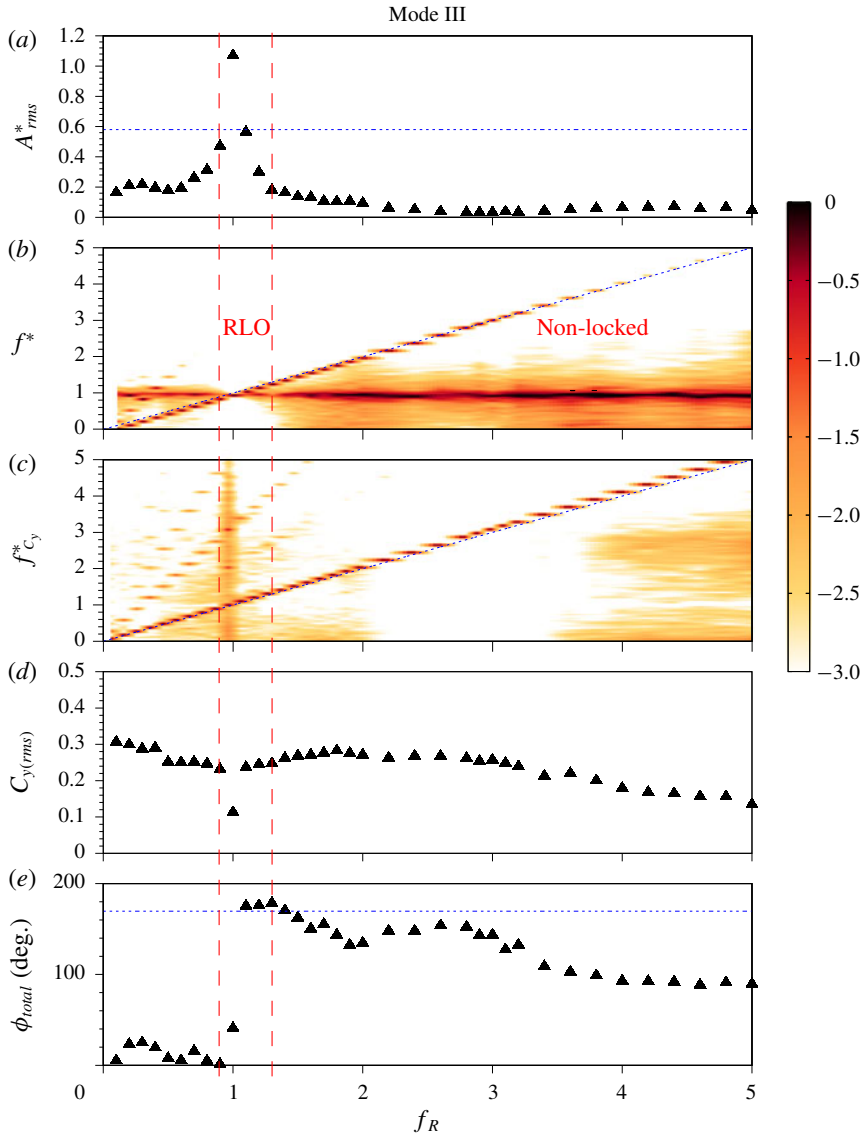 Mode III
(a)
1.2
1.0
0.8
0.6
0.4
0.2
0
A*rms
(b)
5
4
3
2
1
0
f*
RLO
Non-locked
(c)
5
4
3
2
1
0
f*Cy
(d)
0.5
0.4
0.3
0.2
0.1
0
Cy(rms)
(e)
200
100
ϕtotal (deg.)
0 1 2 3 4 5
fR
0
−0.5
−1.0
−1.5
−2.0
−2.5
−3.0